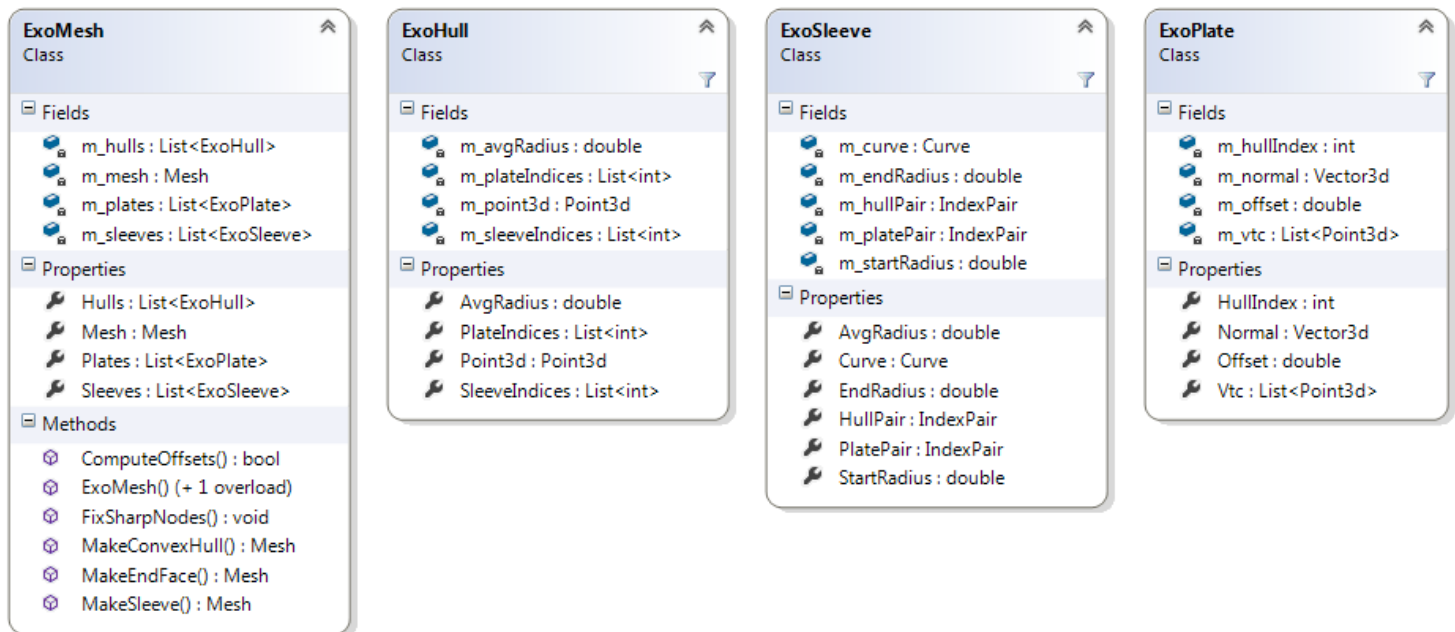 ExoMesh
Class
Fields
m_hulls : List<ExoHull>
m_mesh : Mesh
m_plates : List<ExoPlate>
m_sleeves : List<ExoSleeve>
Properties
Hulls : List<ExoHull>
Mesh : Mesh
Plates : List<ExoPlate>
Sleeves : List<ExoSleeve>
Methods
ComputeOffsets() : bool
ExoMesh() (+ 1 overload)
FixSharpNodes() : void
MakeConvexHull() : Mesh
MakeEndFace() : Mesh
MakeSleeve() : Mesh
ExoHull
Class
Fields
m_avgRadius : double
m_plateIndices : List<int>
m_point3d : Point3d
m_sleeveIndices : List<int>
Properties
AvgRadius : double
PlateIndices : List<int>
Point3d : Point3d
SleeveIndices : List<int>
ExoSleeve
Class
Fields
m_curve : Curve
m_endRadius : double
m_hullPair : IndexPair
m_platePair : IndexPair
m_startRadius : double
Properties
AvgRadius : double
Curve : Curve
EndRadius : double
HullPair : IndexPair
PlatePair : IndexPair
StartRadius : double
ExoPlate
Class
Fields
m_hullIndex : int
m_normal : Vector3d
m_offset : double
m_vtc : List<Point3d>
Properties
HullIndex : int
Normal : Vector3d
Offset : double
Vtc : List<Point3d>